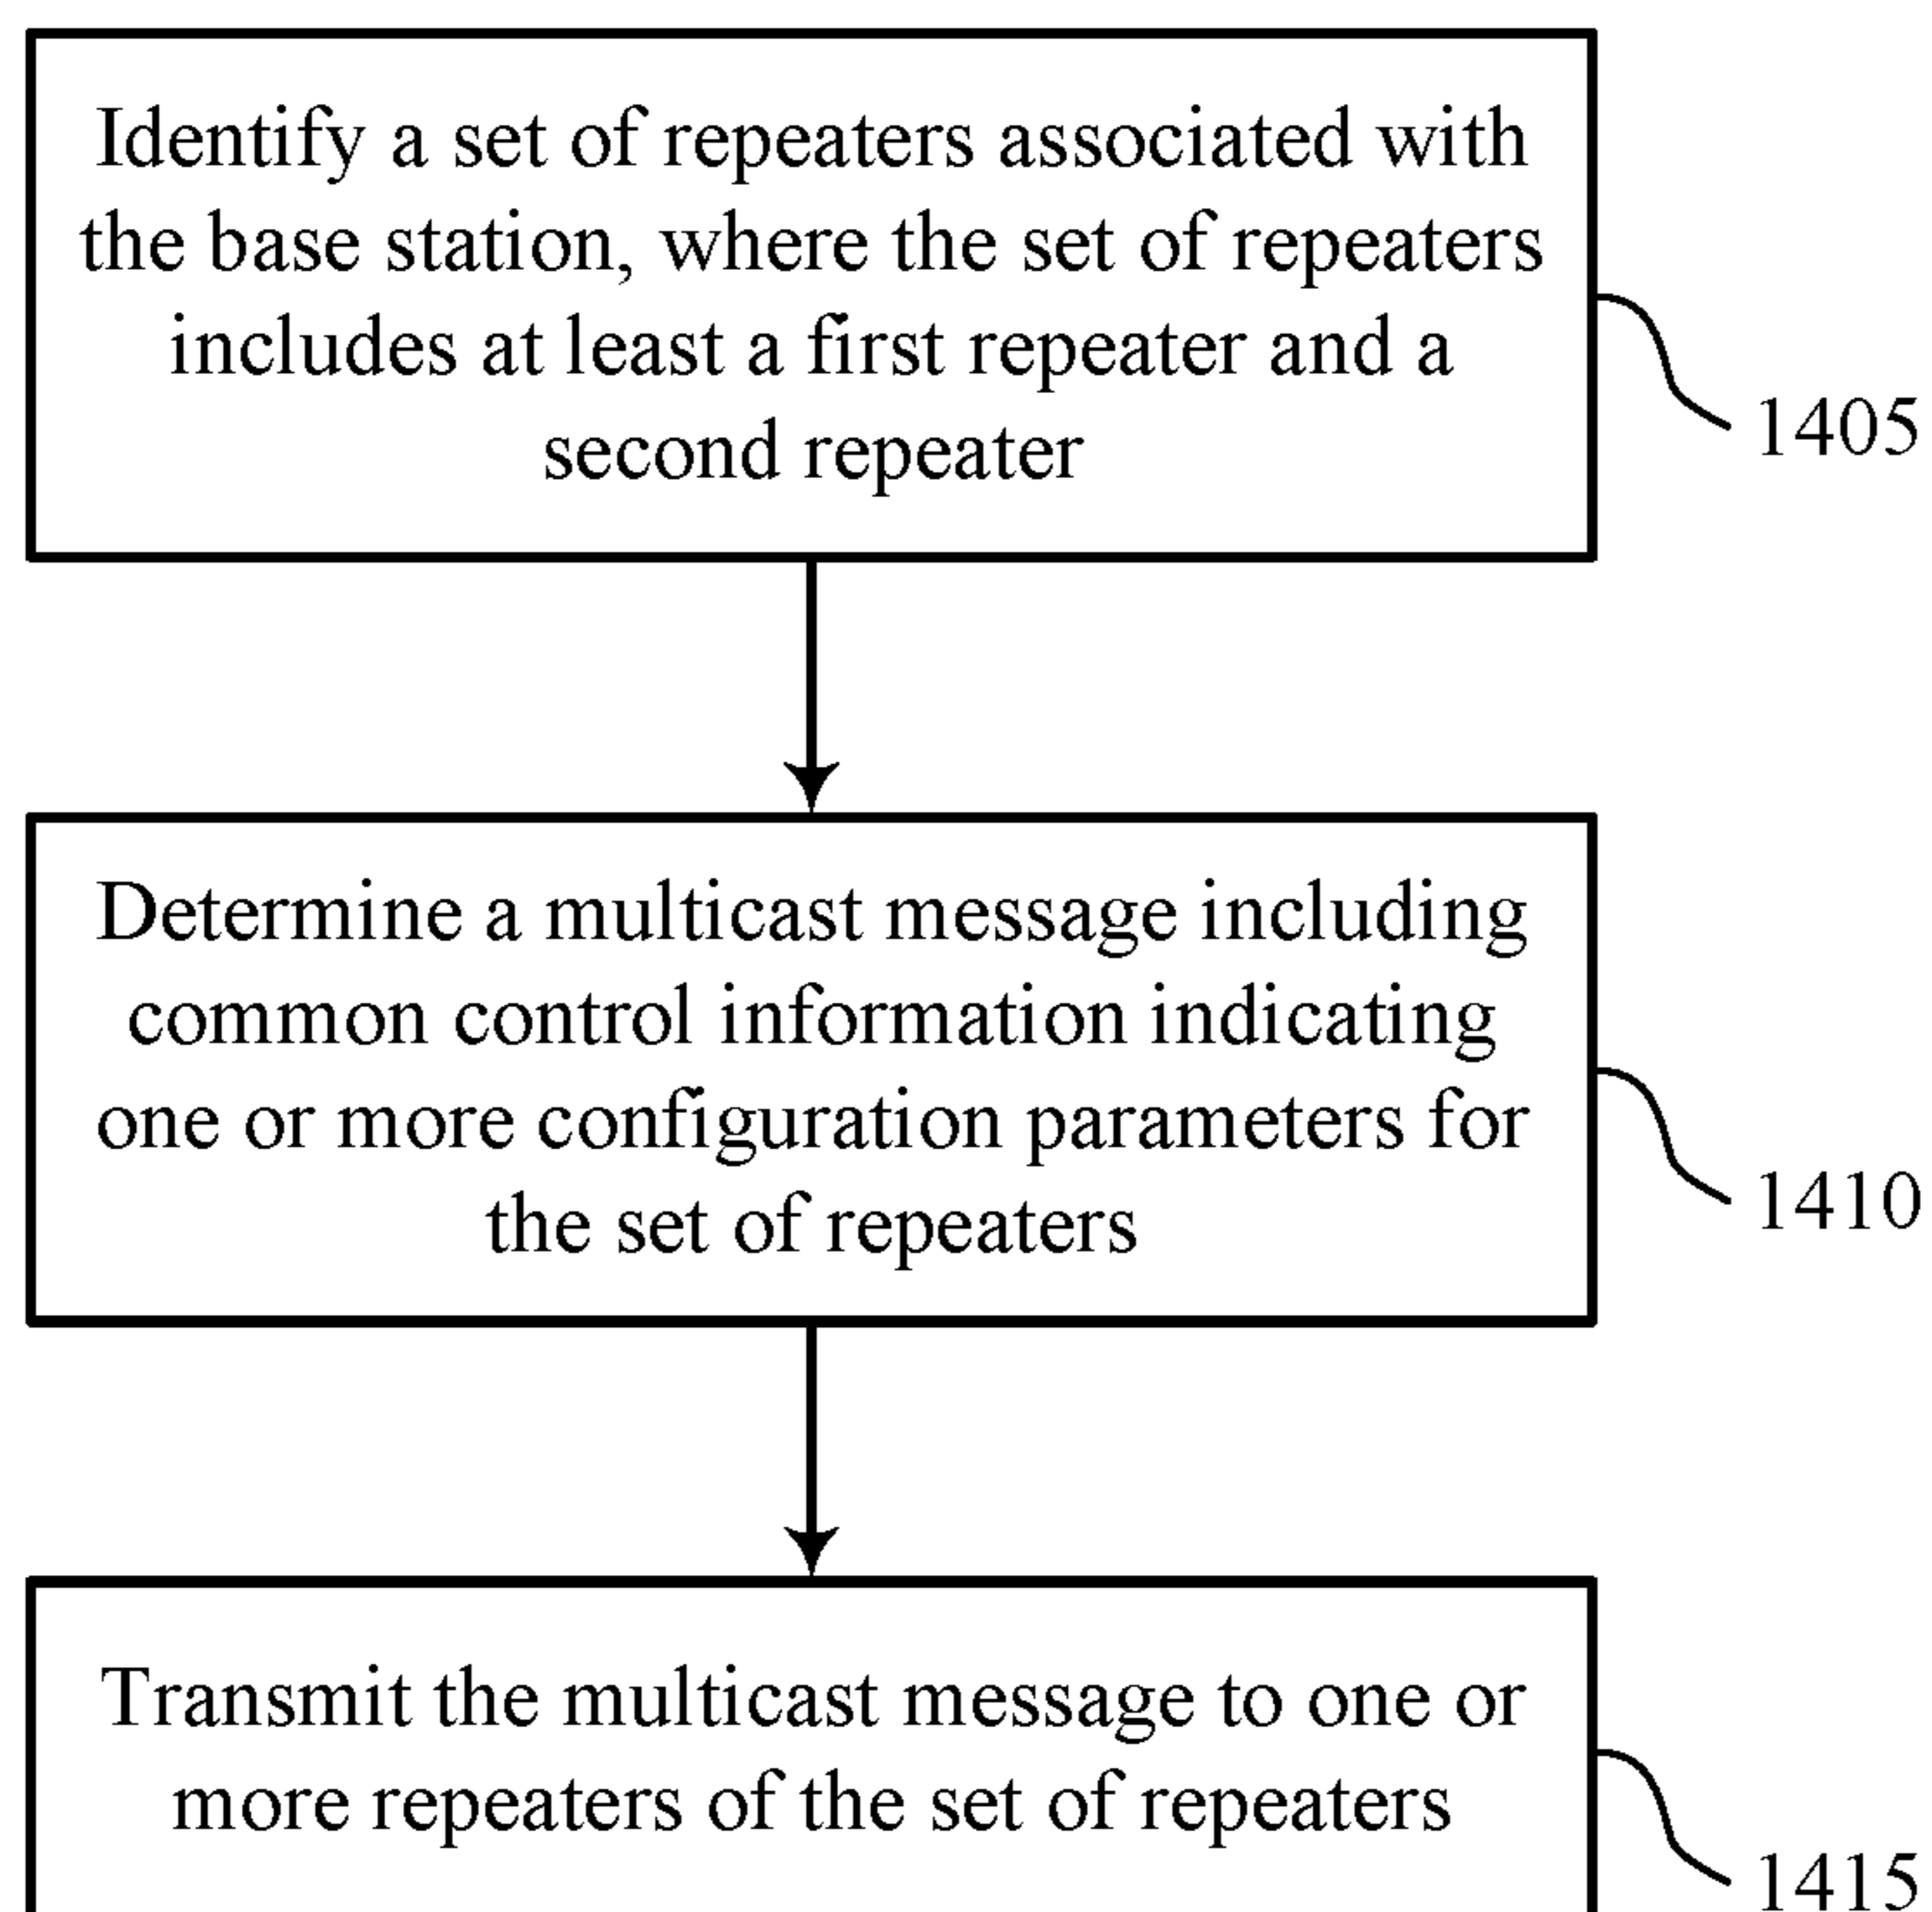 Identify a set of repeaters associated with
the base station, where the set of repeaters
includes at least a first repeater and a
second repeater
1405
Determine a multicast message including
common control information indicating
one or more configuration parameters for
the set of repeaters
1410
Transmit the multicast message to one or
more repeaters of the set of repeaters
1415